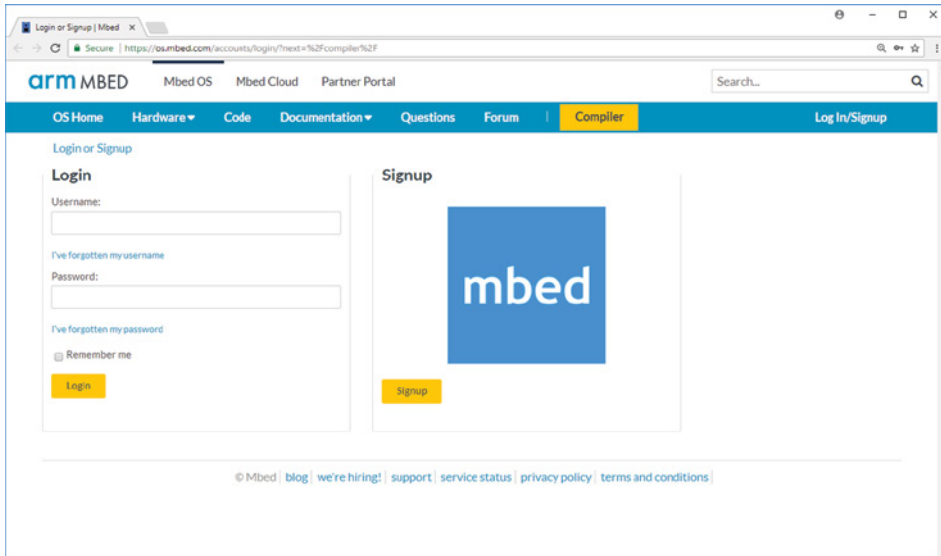 Login or Signup | Mbed
Secure | https://os.mbed.com/accounts/login/?next=%2Fcompiler%2F
arm MBED Mbed OS Mbed Cloud Partner Portal Search...
OS Home Hardware Code Documentation Questions Forum | Compiler Log In/Signup
Login or Signup
Login
Username:
I've forgotten my username
Password:
I've forgotten my password
Remember me
Login
Signup
mbed
Signup
© Mbed | blog | we're hiring! | support | service status | privacy policy | terms and conditions |